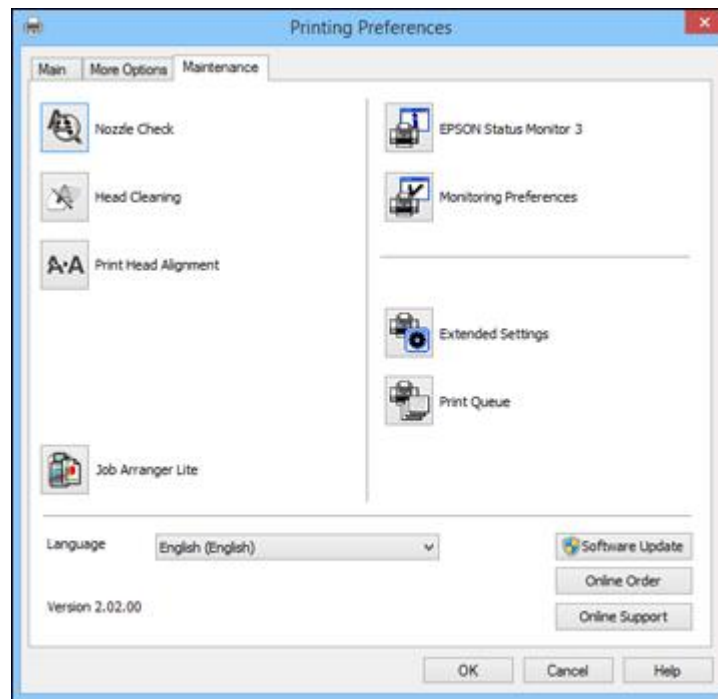 Printing Preferences
Main
More Options
Maintenance
Nozzle Check
Head Cleaning
A·A Print Head Alignment
Job Arranger Lite
EPSON Status Monitor 3
Monitoring Preferences
Extended Settings
Print Queue
Language
English (English)
Version 2.02.00
Software Update
Online Order
Online Support
OK
Cancel
Help